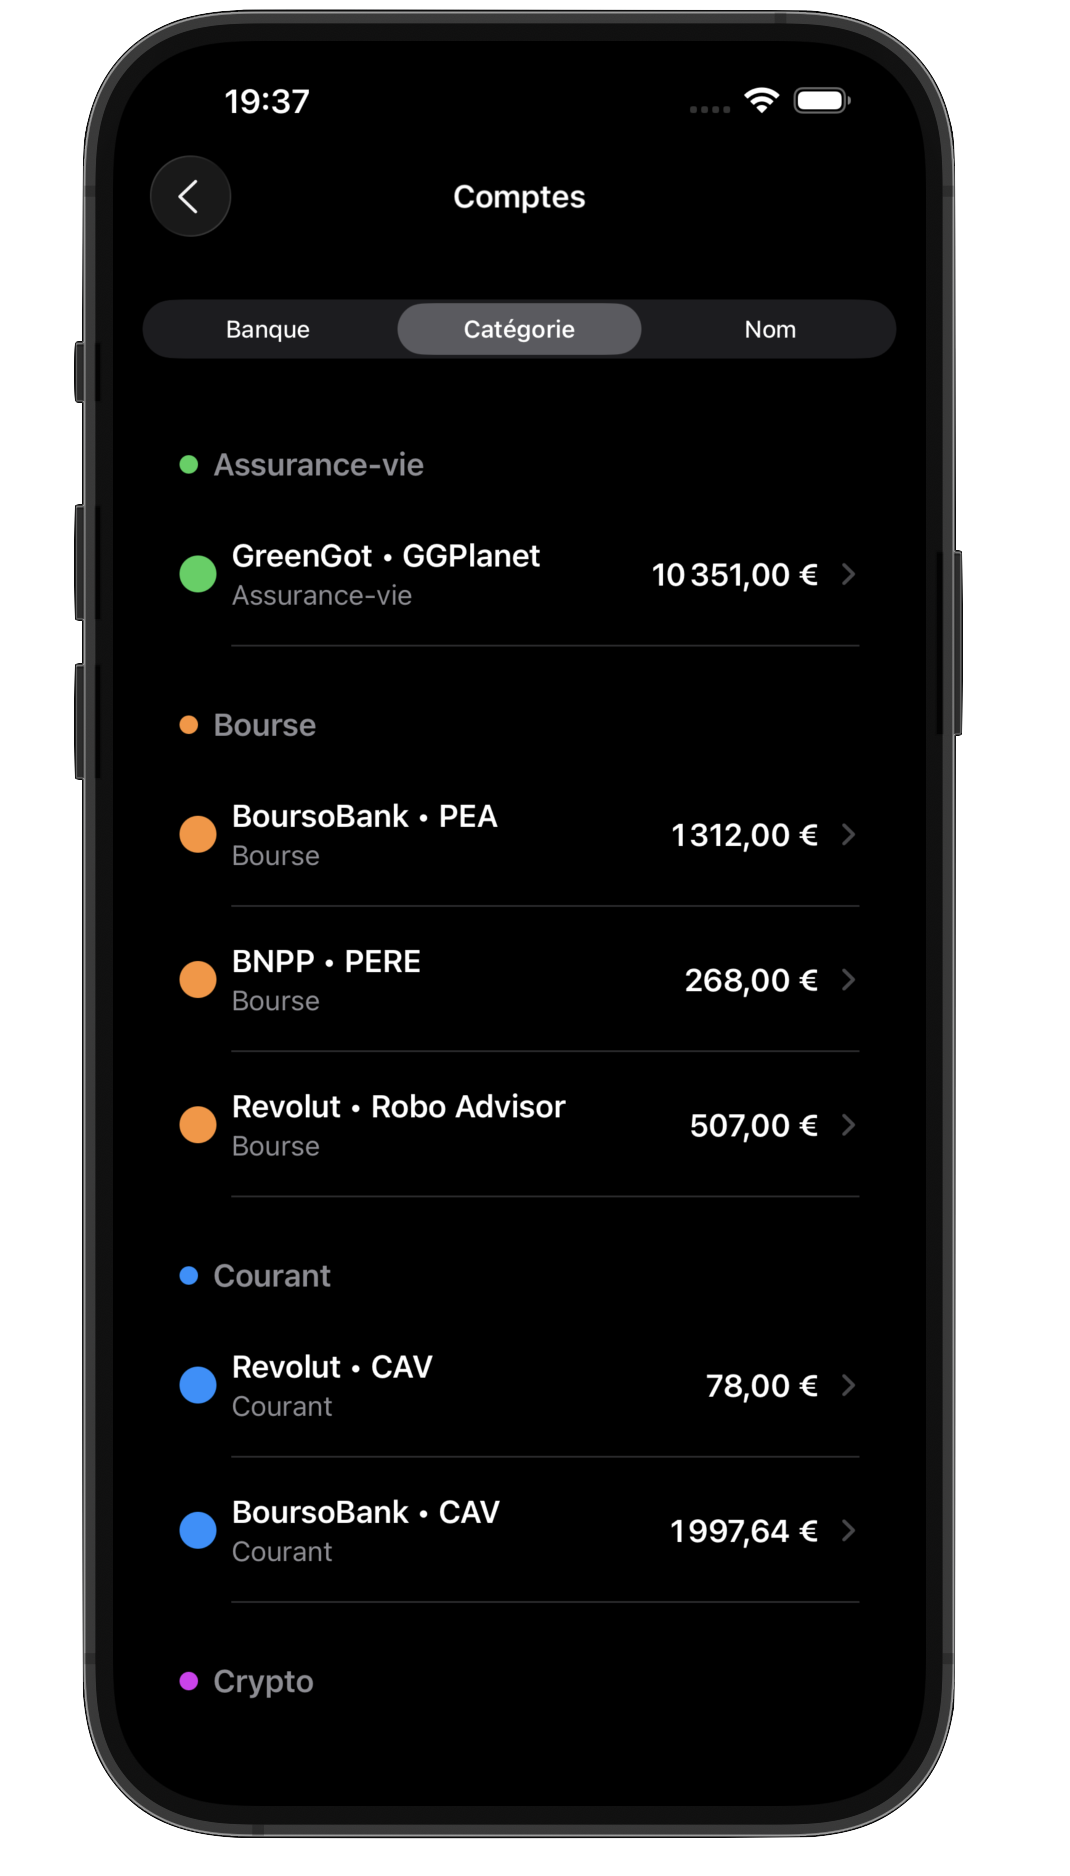 19:37
Comptes
Banque
Catégorie
Nom
Assurance-vie
GreenGot • GGPlanet
Assurance-vie
10 351,00 €
Bourse
BoursoBank • PEA
Bourse
1 312,00 €
BNPP • PERE
Bourse
268,00 €
Revolut • Robo Advisor
Bourse
507,00 €
Courant
Revolut • CAV
Courant
78,00 €
BoursoBank • CAV
Courant
1 997,64 €
Crypto